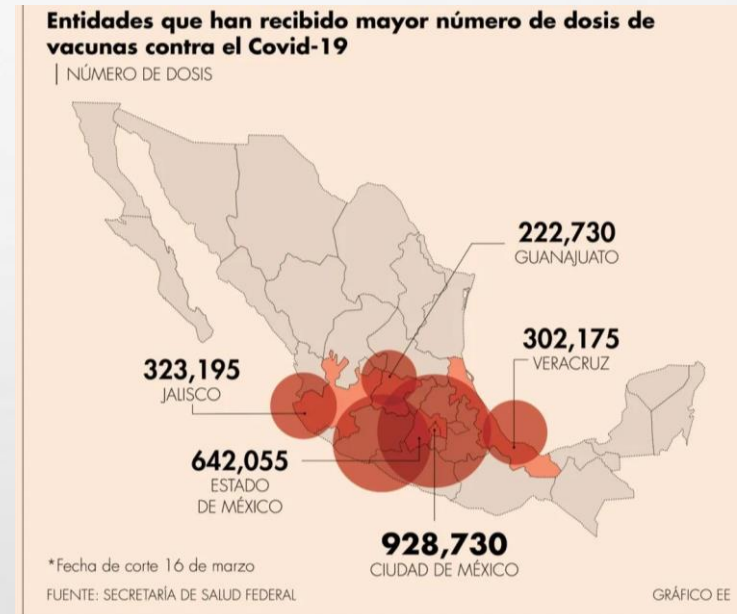 Entidades que han recibido mayor número de dosis de
vacunas contra el Covid-19
NÚMERO DE DOSIS
222,730
GUANAJUATO
302,175
VERACRUZ
323,195
JALISCO
642,055
ESTADO
DE MÉXICO
928,730
CIUDAD DE MÉXICO
*Fecha de corte 16 de marzo
FUENTE: SECRETARÍA DE SALUD FEDERAL
GRÁFICO EE